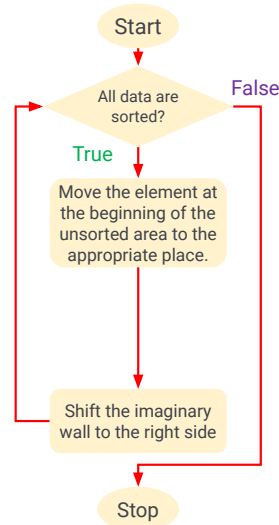 Start
All data are
sorted?
False
True
Move the element at
the beginning of the
unsorted area to the
appropriate place.
Shift the imaginary
wall to the right side
Stop